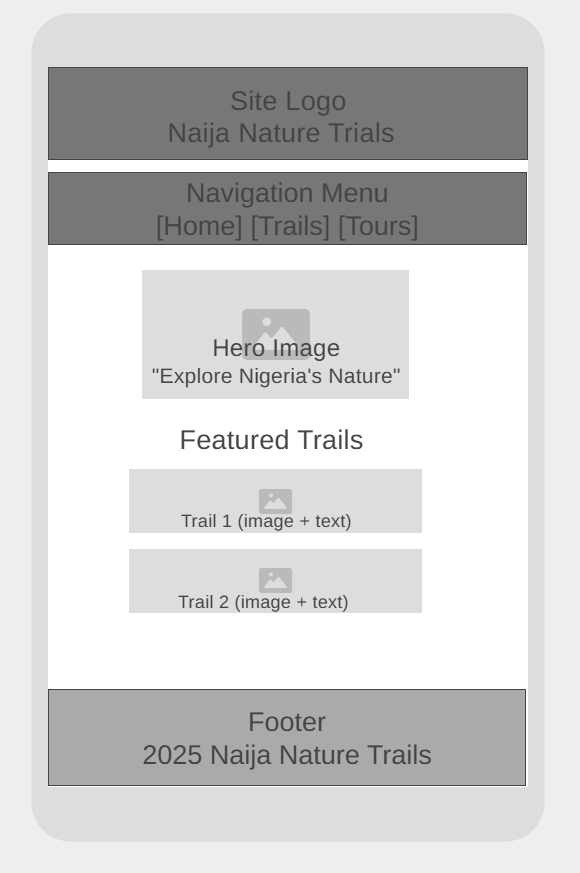 Site Logo
Naija Nature Trials
Navigation Menu
[Home] [Trails] [Tours]
Hero Image
"Explore Nigeria's Nature"
Featured Trails
Trail 1 (image + text)
Trail 2 (image + text)
Footer
2025 Naija Nature Trails